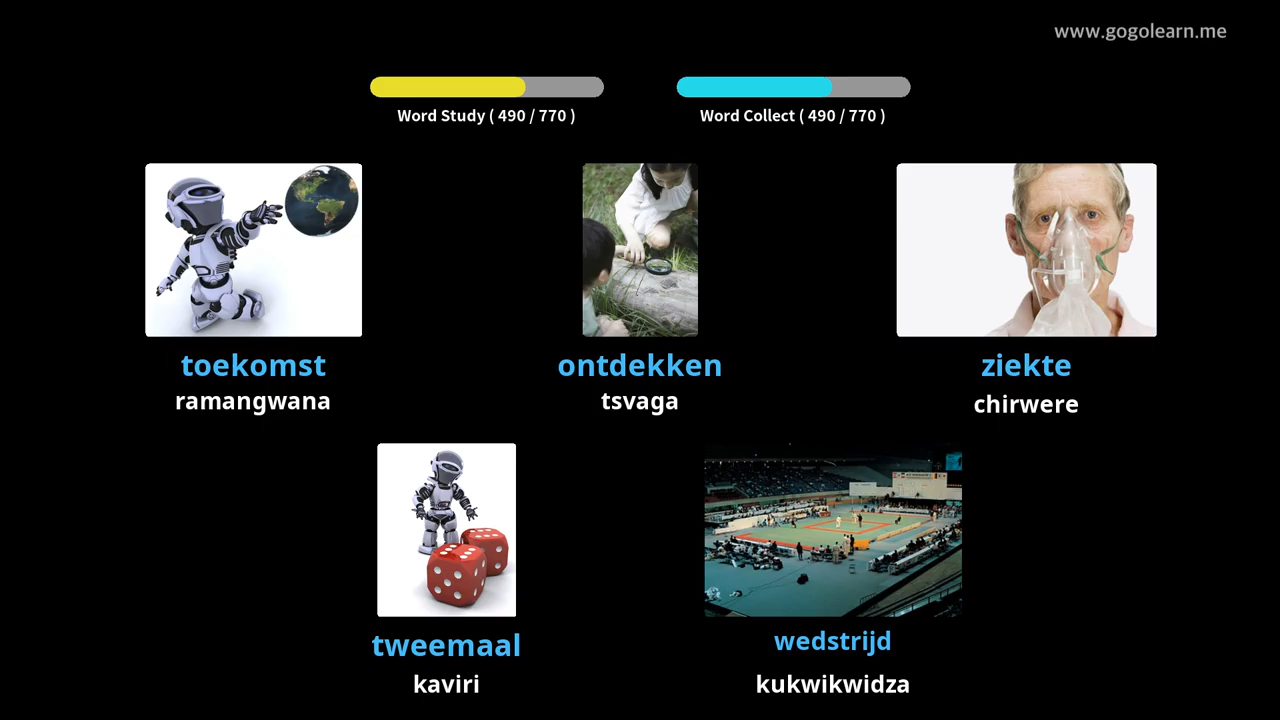 www.gogolearn.me
Word Study ( 490 / 770 )
Word Collect ( 490 / 770 )
toekomst
ramangwana
ontdekken
tsvaga
ziekte
chirwere
tweemaal
kaviri
wedstrijd
kukwikwidza